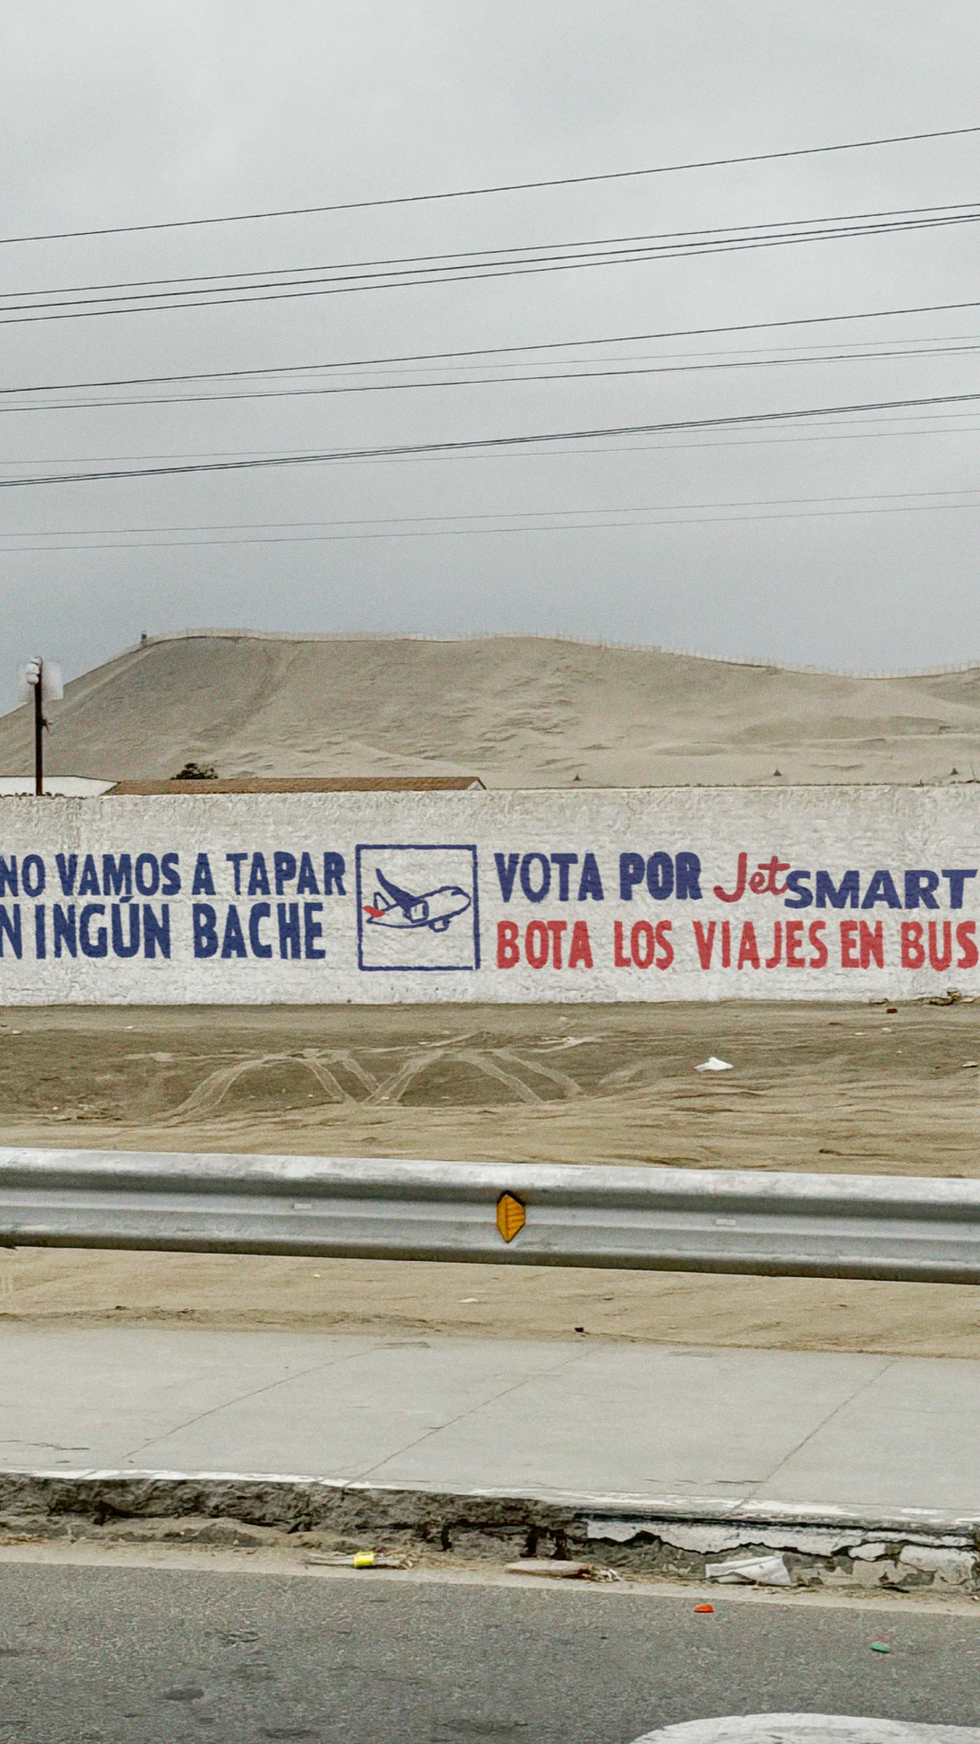 NO VAMOS A TAPAR
NINGÚN BACHE
VOTA POR JetSMART
BOTA LOS VIAJES EN BUS